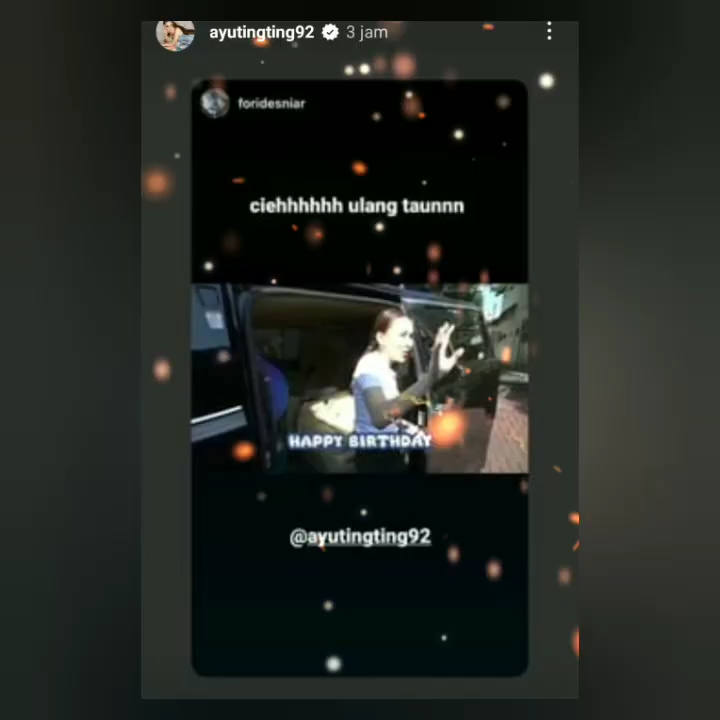 ayutingting92 3 jam
foridesniar
ciehhhhhh ulang taunnn
HAPPY BIRTHDAY
@ayutingting92